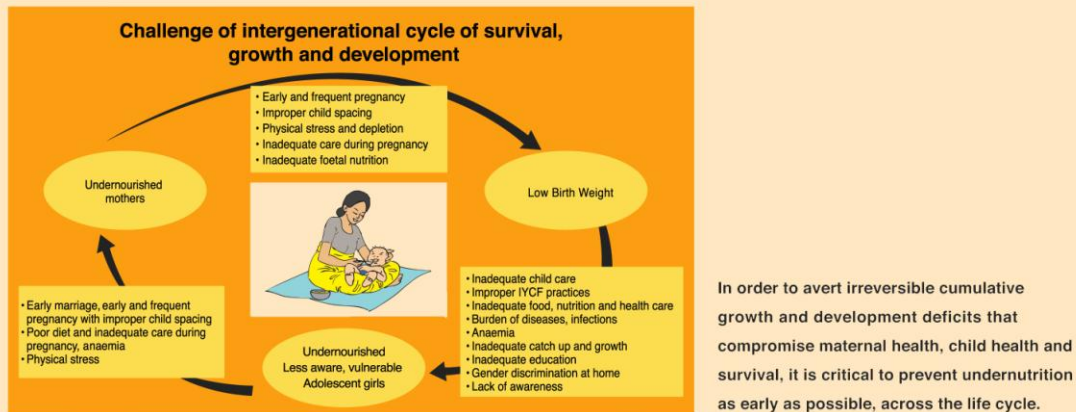 Challenge of intergenerational cycle of survival,
growth and development
• Early and frequent pregnancy
• Improper child spacing
• Physical stress and depletion
• Inadequate care during pregnancy
• Inadequate foetal nutrition
Undernourished
mothers
Low Birth Weight
• Inadequate child care
• Improper IYCF practices
• Inadequate food, nutrition and health care
• Burden of diseases, infections
• Anaemia
• Inadequate catch up and growth
• Inadequate education
• Gender discrimination at home
• Lack of awareness
Undernourished
Less aware, vulnerable
Adolescent girls
• Early marriage, early and frequent
pregnancy with improper child spacing
• Poor diet and inadequate care during
pregnancy, anaemia
• Physical stress
In order to avert irreversible cumulative
growth and development deficits that
compromise maternal health, child health and
survival, it is critical to prevent undernutrition
as early as possible, across the life cycle.